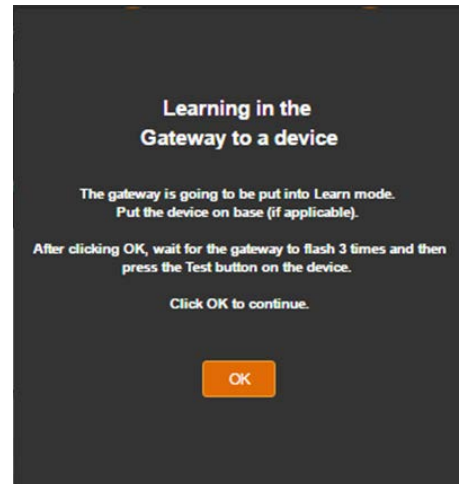 Learning in the
Gateway to a device
The gateway is going to be put into Learn mode.
Put the device on base (if applicable).
After clicking OK, wait for the gateway to flash 3 times and then
press the Test button on the device.
Click OK to continue.
OK